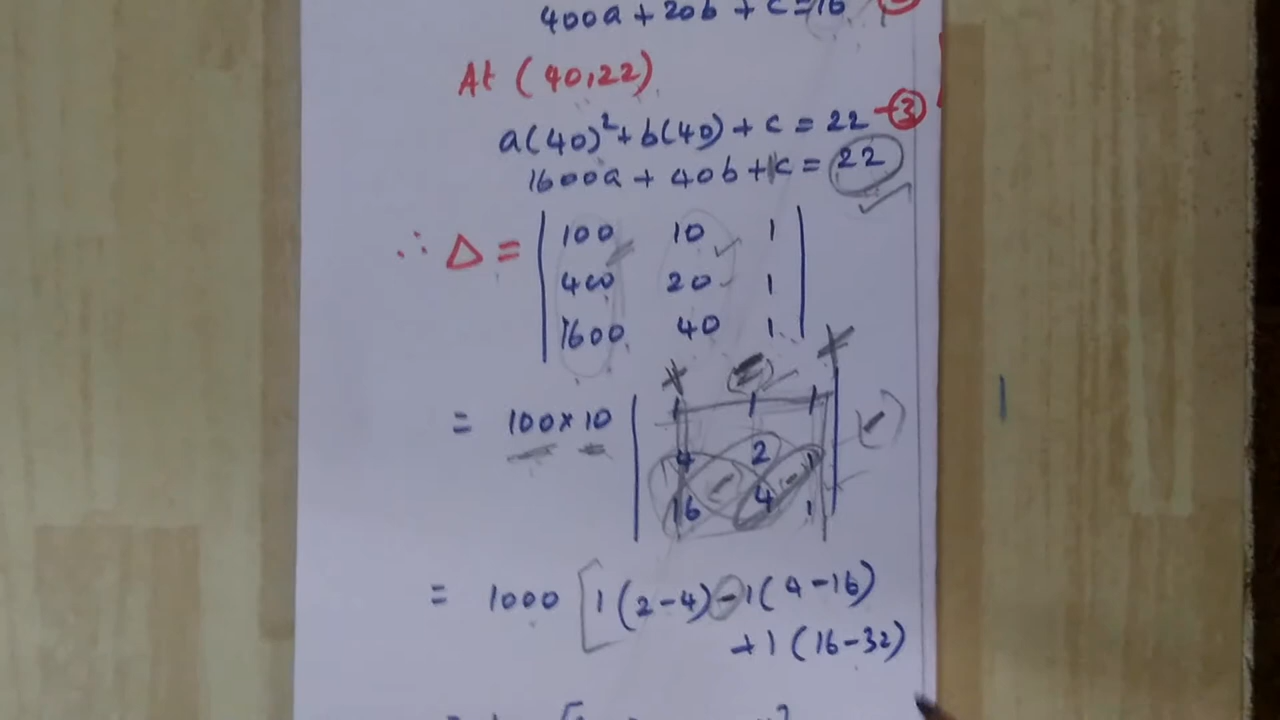 400a + 20b + c = 16
At (40,22)
a(40)² + b(40) + c = 22 - ③
1600a + 40b + c = 22
∴ Δ = | 100 10 1 |
| 400 20 1 |
| 1600 40 1 |
= 100 × 10 | 1 1 1 |
| 4 2 1 |
| 16 4 1 |
= 1000 [ 1 (2-4) - 1 (4-16)
+ 1 (16-32)